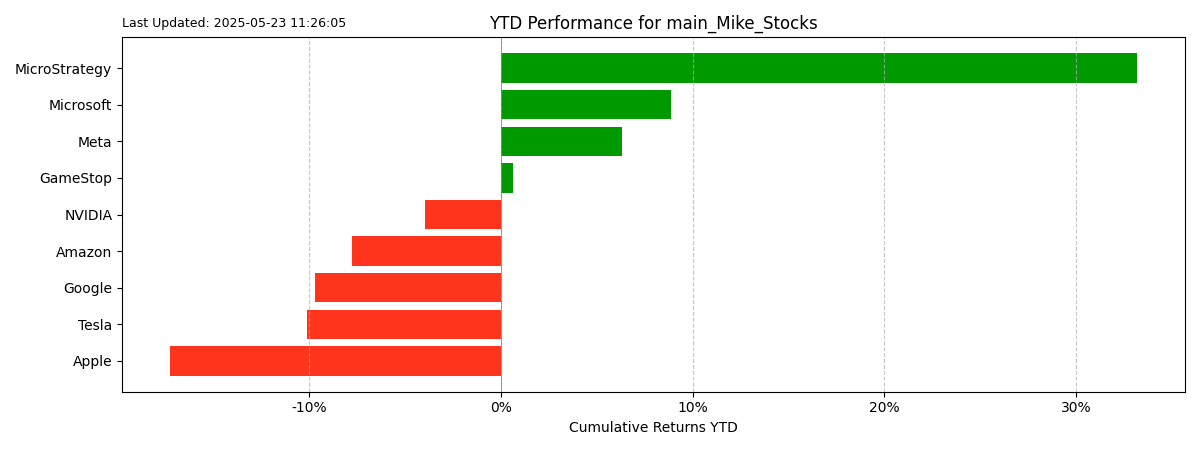 Last Updated: 2025-05-23 11:26:05
YTD Performance for main_Mike_Stocks
MicroStrategy
Microsoft
Meta
GameStop
NVIDIA
Amazon
Google
Tesla
Apple
-10% 0% 10% 20% 30%
Cumulative Returns YTD